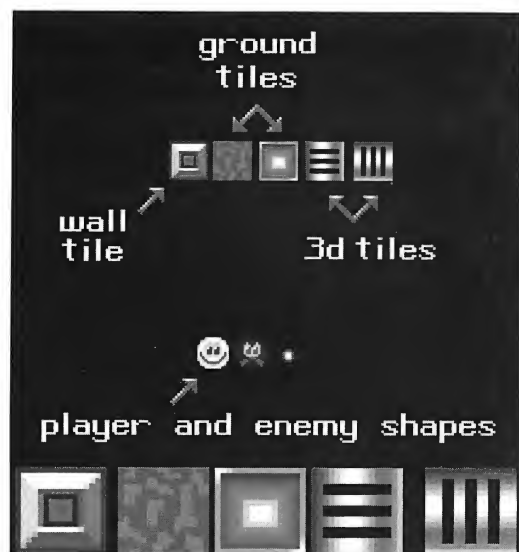 ground
tiles
wall
tile
3d tiles
player and enemy shapes